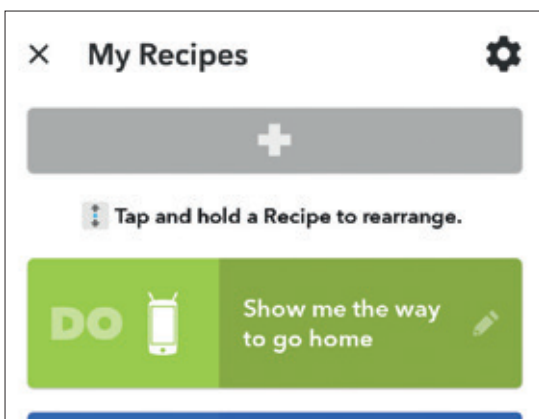 My Recipes
Tap and hold a Recipe to rearrange.
DO
Show me the way
to go home